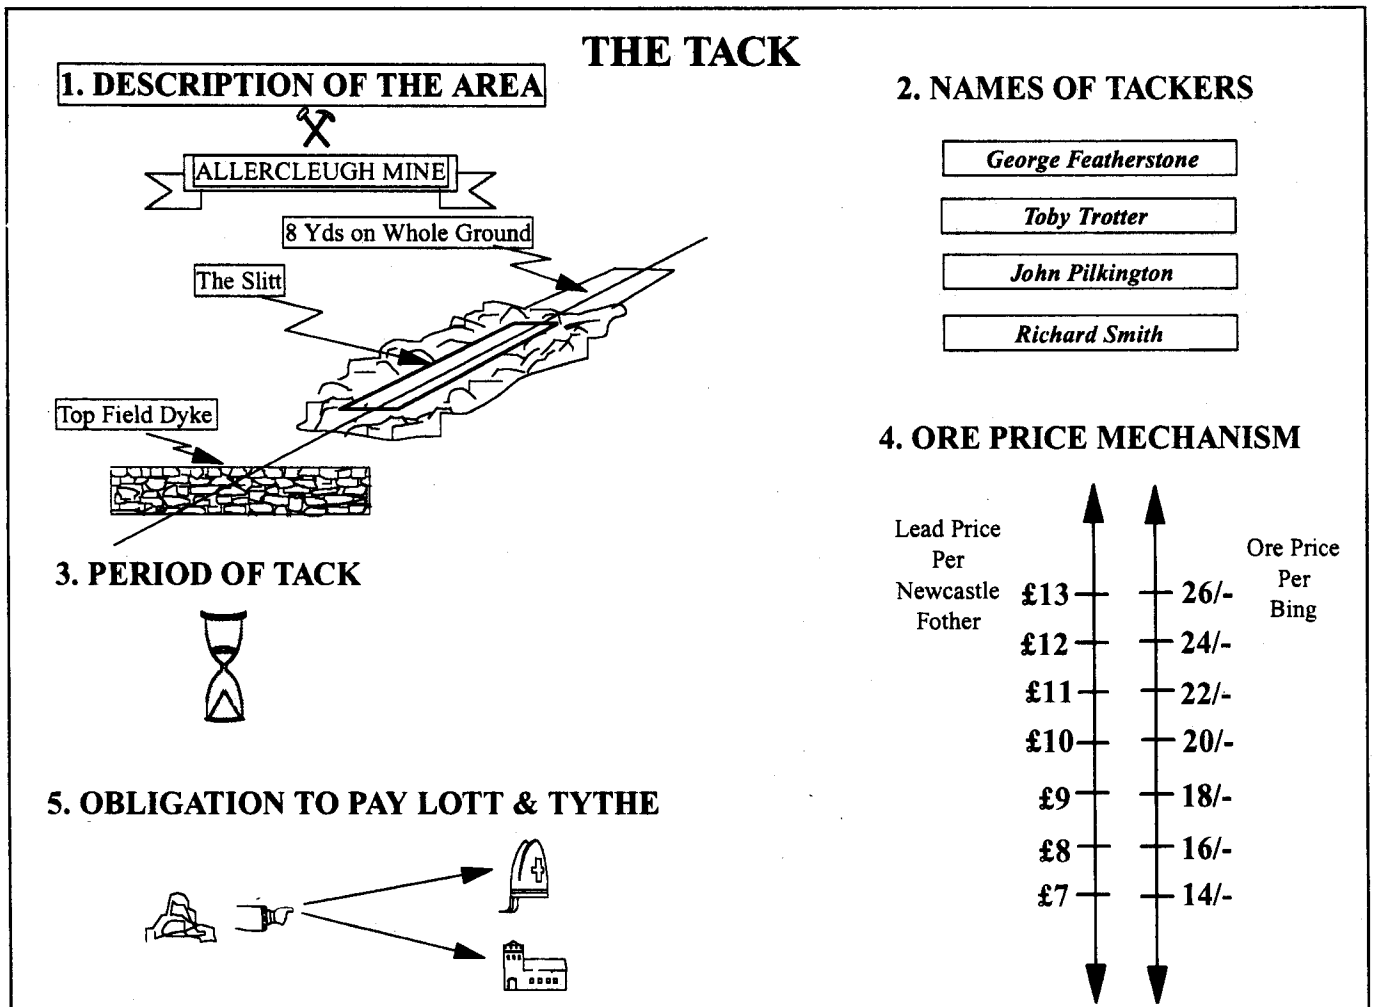 THE TACK
1. DESCRIPTION OF THE AREA
ALLERCLEUGH MINE
8 Yds on Whole Ground
The Slitt
Top Field Dyke
2. NAMES OF TACKERS
George Featherstone
Toby Trotter
John Pilkington
Richard Smith
3. PERIOD OF TACK
4. ORE PRICE MECHANISM
Lead Price
Per
Newcastle
Fother
Ore Price
Per
Bing
£13 26/-
£12 24/-
£11 22/-
£10 20/-
£9 18/-
£8 16/-
£7 14/-
5. OBLIGATION TO PAY LOTT & TYTHE